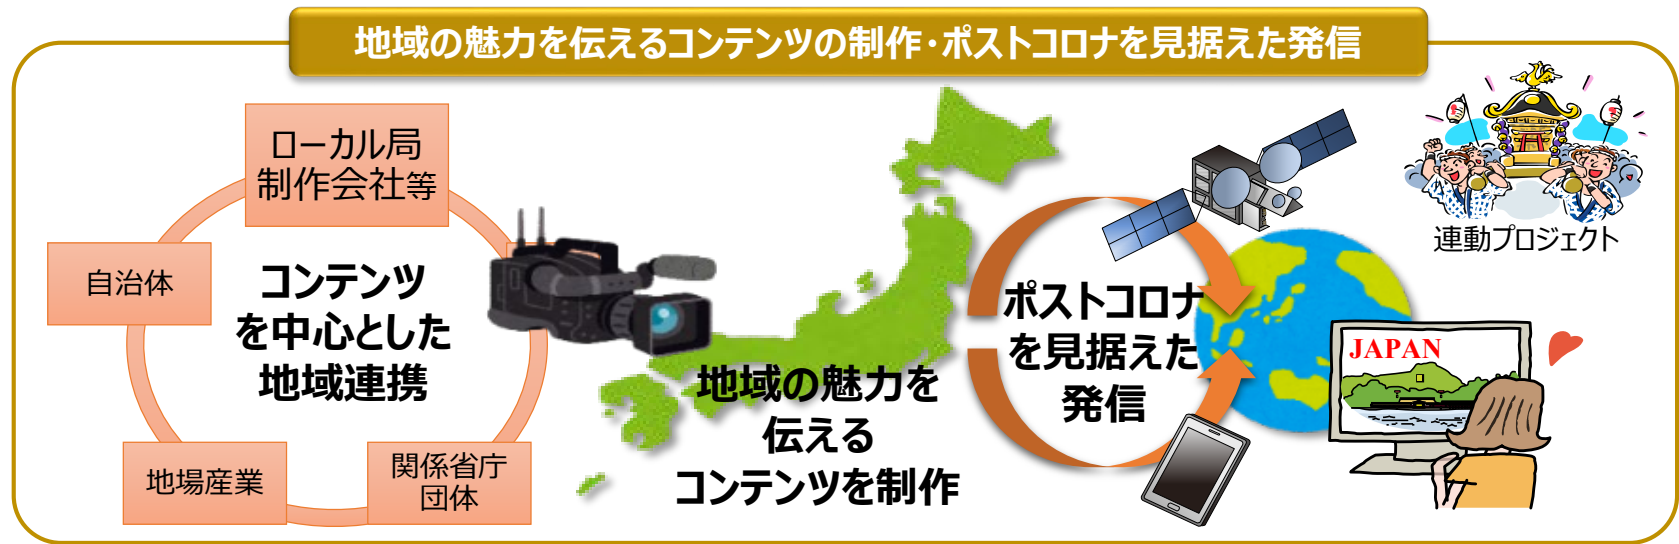 地域の魅力を伝えるコンテンツの制作・ポストコロナを見据えた発信
ローカル局
制作会社等
自治体
コンテンツ
を中心とした
地域連携
地場産業
関係省庁
団体
地域の魅力を
伝える
コンテンツを制作
ポストコロナ
を見据えた
発信
連動プロジェクト
JAPAN